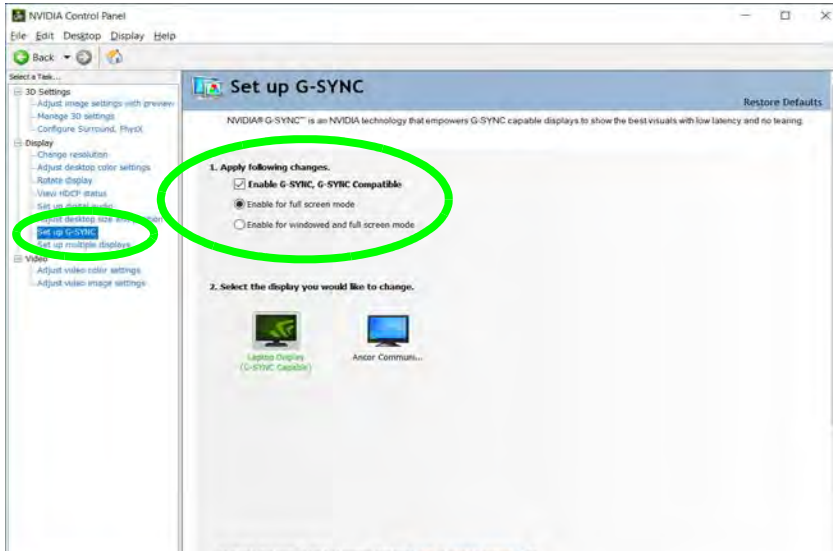 NVIDIA Control Panel
File Edit Desktop Display Help
Back
Select a Task...
3D Settings
Adjust image settings with preview
Manage 3D settings
Configure Surround, PhysX
Display
Change resolution
Adjust desktop color settings
Rotate display
View HDCP status
Set up digital audio
Adjust desktop size and position
Set up G-SYNC
Set up multiple displays
Video
Adjust video color settings
Adjust video image settings
Set up G-SYNC
Restore Defaults
NVIDIA® G-SYNC™ is an NVIDIA technology that empowers G-SYNC capable displays to show the best visuals with low latency and no tearing.
1. Apply following changes.
Enable G-SYNC, G-SYNC Compatible
Enable for full screen mode
Enable for windowed and full screen mode
2. Select the display you would like to change.
Laptop Display
(G-SYNC Capable)
Ancor Communi...